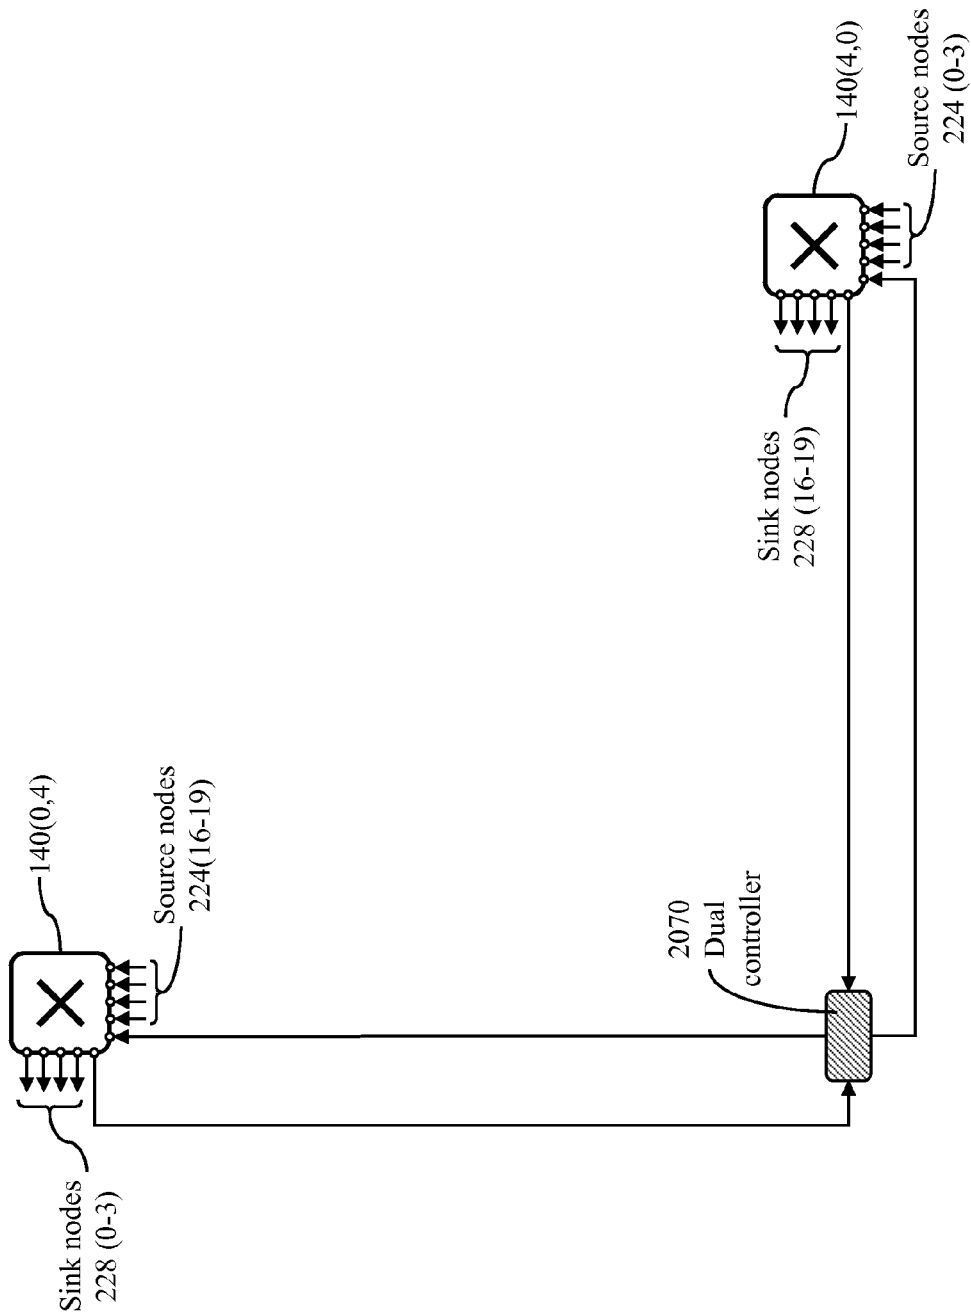 Sink nodes
228 (0-3)
140(0,4)
Source nodes
224(16-19)
2070
Dual
controller
Sink nodes
228 (16-19)
140(4,0)
Source nodes
224 (0-3)